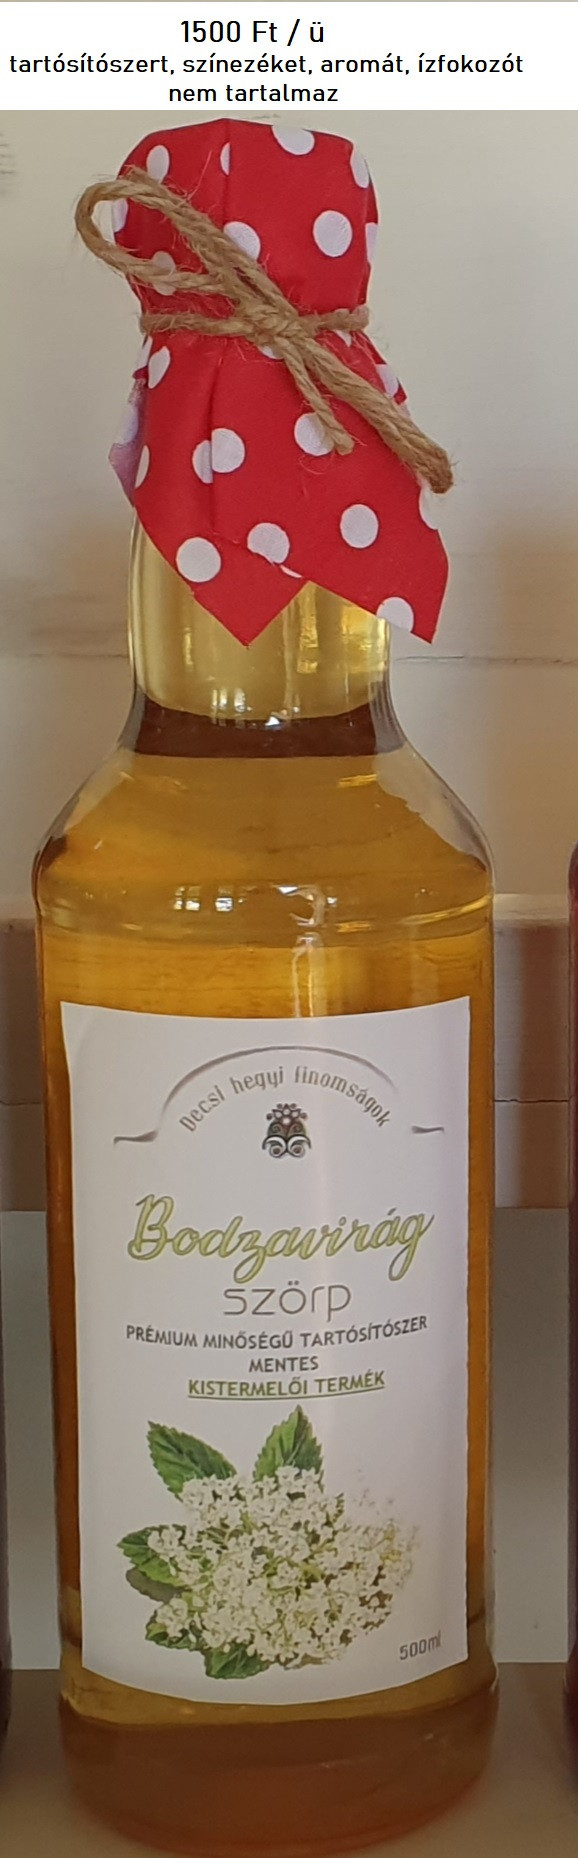 1500 Ft / ü
tartósítószert, színezéket, aromát, ízfokozót
nem tartalmaz
Decsi hegyi finomságok
Bodzavirág
szörp
PRÉMIUM MINŐSÉGŰ TARTÓSÍTÓSZER
MENTES
KISTERMELŐI TERMÉK
500ml